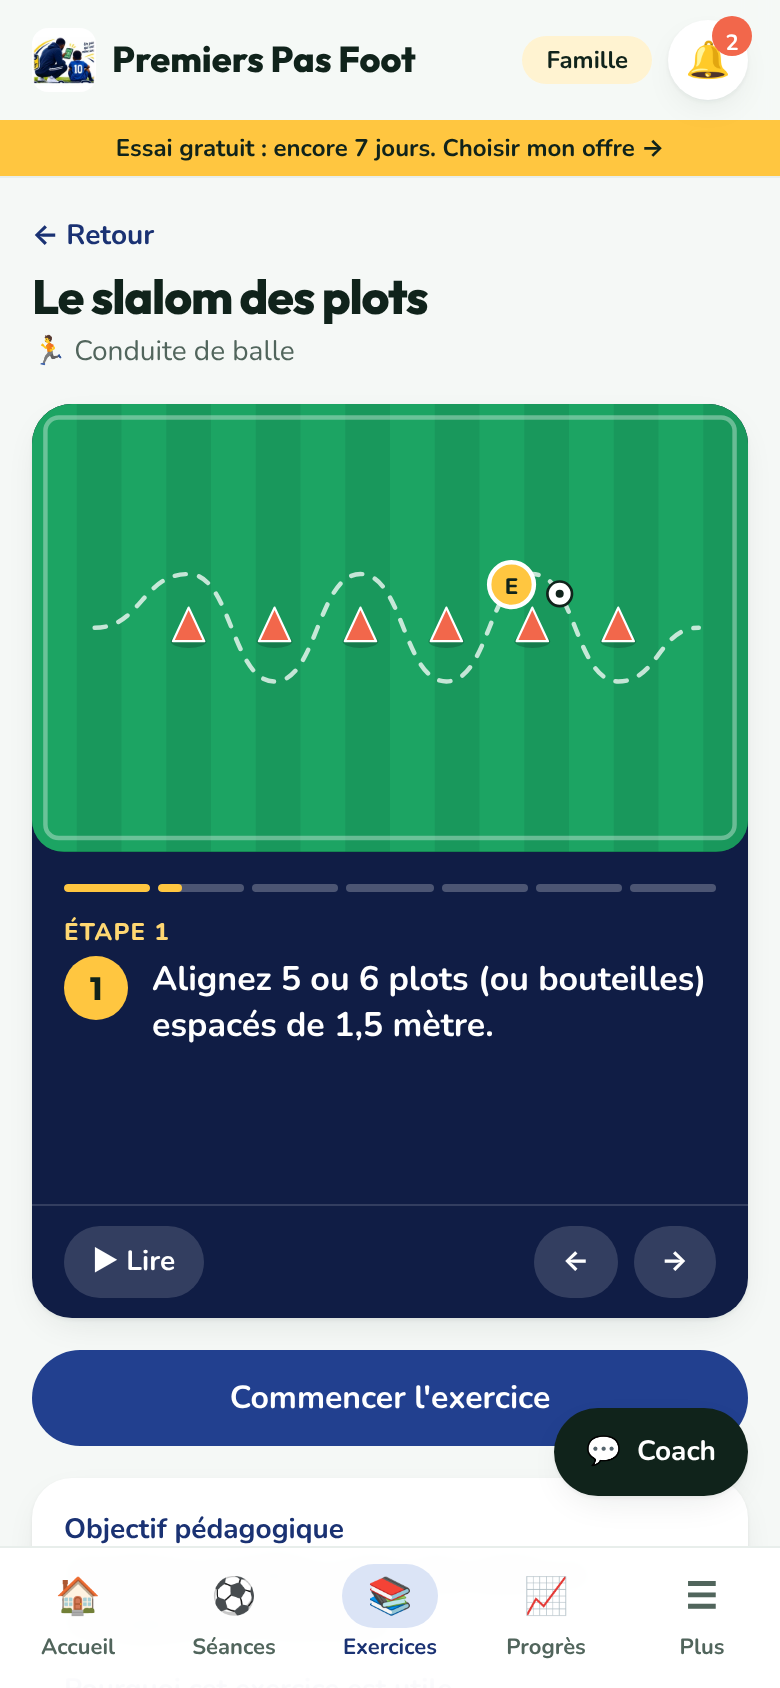 Premiers Pas Foot
Famille
2
Essai gratuit : encore 7 jours. Choisir mon offre →
← Retour
Le slalom des plots
Conduite de balle
E
ÉTAPE 1
1
Alignez 5 ou 6 plots (ou bouteilles)
espacés de 1,5 mètre.
Lire
← →
Commencer l'exercice
Coach
Objectif pédagogique
Accueil Séances Exercices Progrès Plus